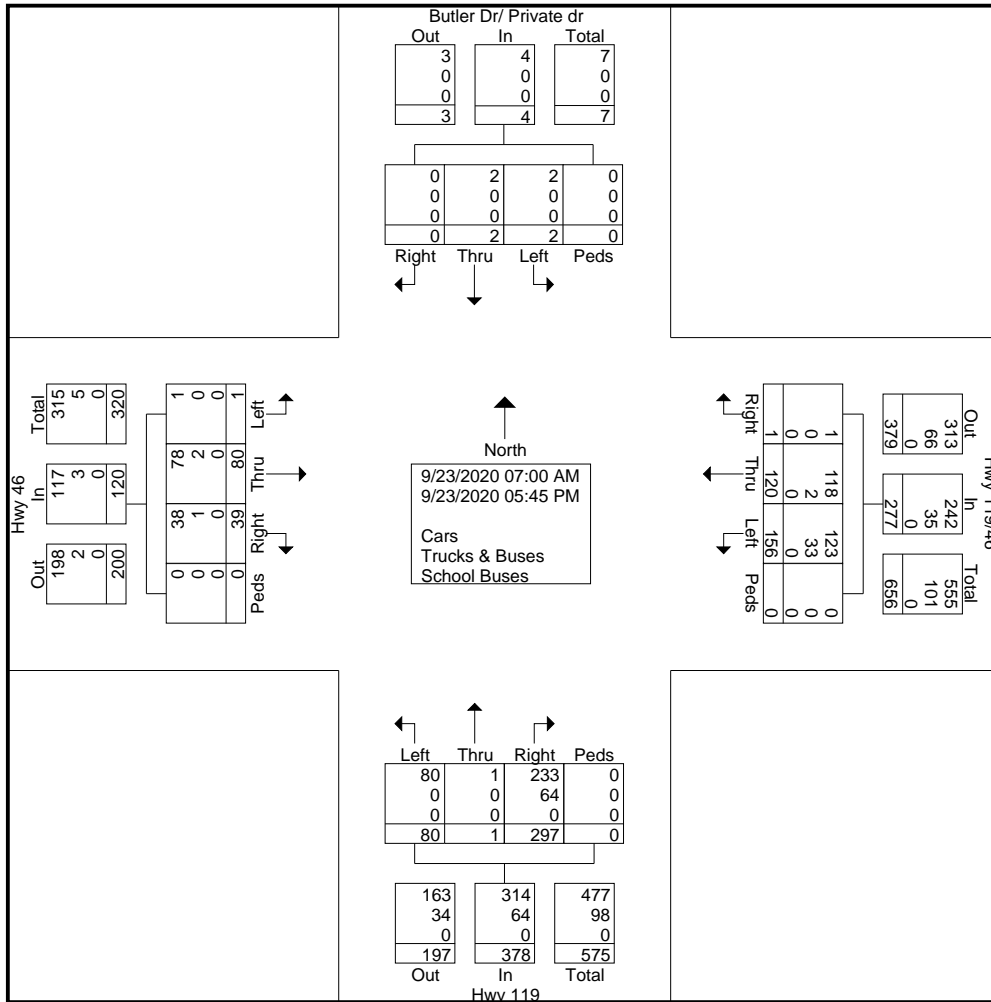 Butler Dr/ Private dr
Out In Total
3 4 7
0 0 0
0 0 0
3 4 7
0 2 2 0
0 0 0 0
0 0 0 0
0 2 2 0
Right Thru Left Peds
Hwy 46
Total In Out
315 117 198
5 3 2
0 0 0
320 120 200
Left Thru Right Peds
1 78 38 0
0 2 1 0
0 0 0 0
1 80 39 0
North
9/23/2020 07:00 AM
9/23/2020 05:45 PM
Cars
Trucks & Buses
School Buses
Right Thru Left Peds
1 118 123 0
0 2 33 0
0 0 0 0
1 120 156 0
Hwy 119/46
Out In Total
313 242 555
66 35 101
0 0 0
379 277 656
Left Thru Right Peds
80 1 233 0
0 0 64 0
0 0 0 0
80 1 297 0
163 314 477
34 64 98
0 0 0
197 378 575
Out In Total
Hwy 119